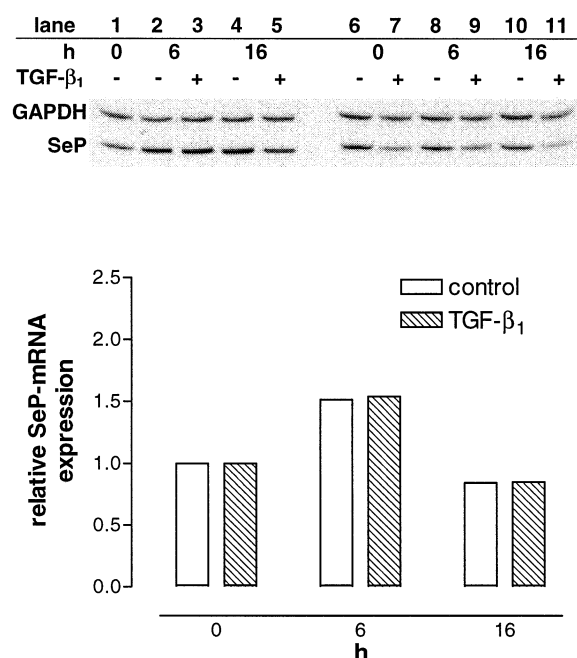 lane 1 2 3 4 5 6 7 8 9 10 11
h 0 6 16 0 6 16
TGF-β₁ - - + - + - + - + - +
GAPDH
SeP
2.5
2.0
1.5
1.0
0.5
0.0
relative SeP-mRNA
expression
control
TGF-β₁
0 6 16
h